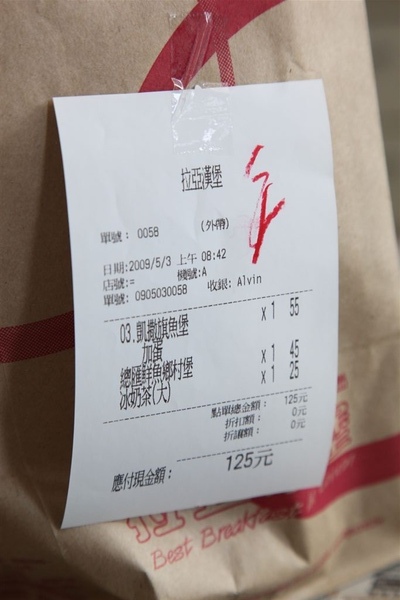 拉亞漢堡
單號: 0058 (外帶)
日期:2009/5/3 上午 08:42
店號:= 機號:A
單號: 0905030058 收銀: Alvin
03.凱撒旗魚堡 x 1 55
加蛋
總匯鮮魚鄉村堡 x 1 45
冰奶茶(大) x 1 25
點單總金額: 125元
折扣額: 0元
折讓額: 0元
應付現金額: 125元
Best Breakfast